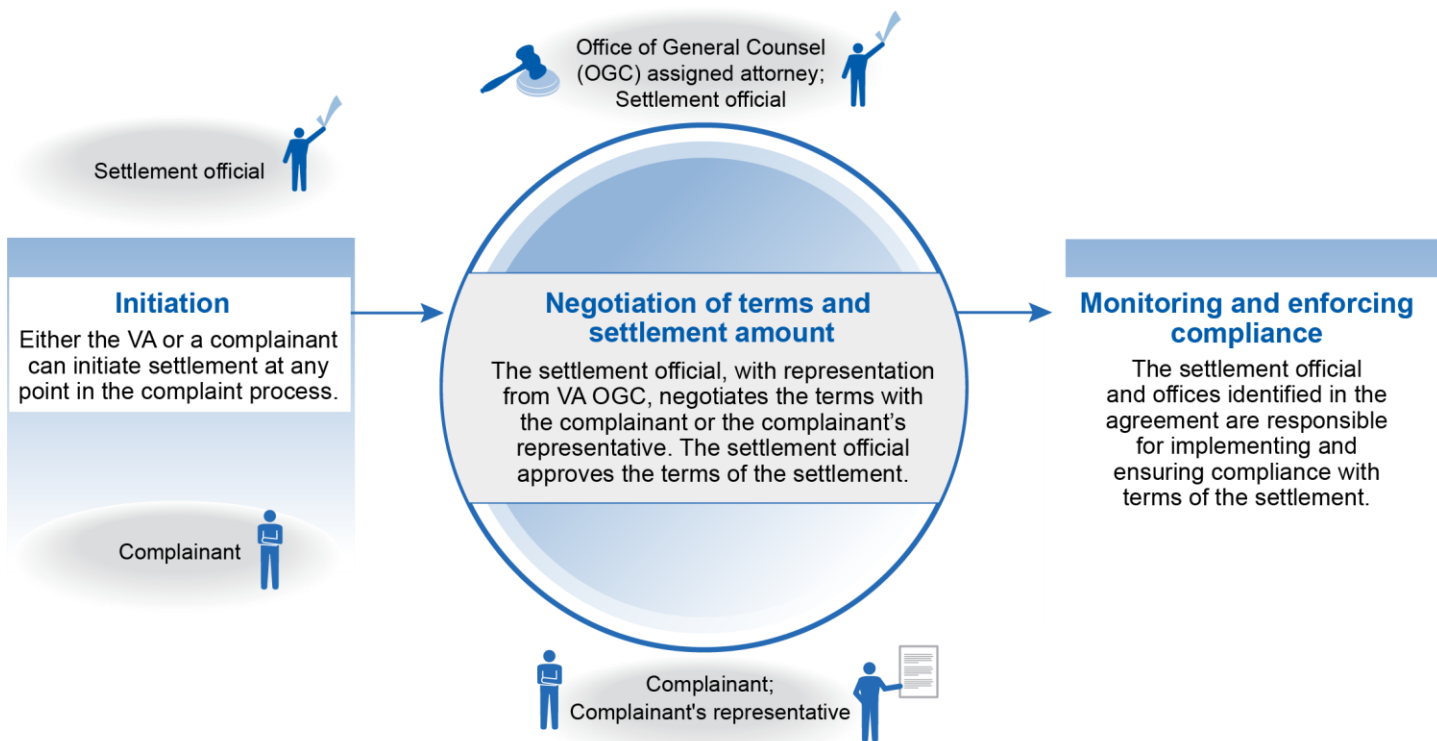 Settlement official
Initiation
Either the VA or a complainant
can initiate settlement at any
point in the complaint process.
Complainant
Office of General Counsel
(OGC) assigned attorney;
Settlement official
Negotiation of terms and
settlement amount
The settlement official, with representation
from VA OGC, negotiates the terms with
the complainant or the complainant’s
representative. The settlement official
approves the terms of the settlement.
Complainant;
Complainant's representative
Monitoring and enforcing
compliance
The settlement official
and offices identified in the
agreement are responsible
for implementing and
ensuring compliance with
terms of the settlement.